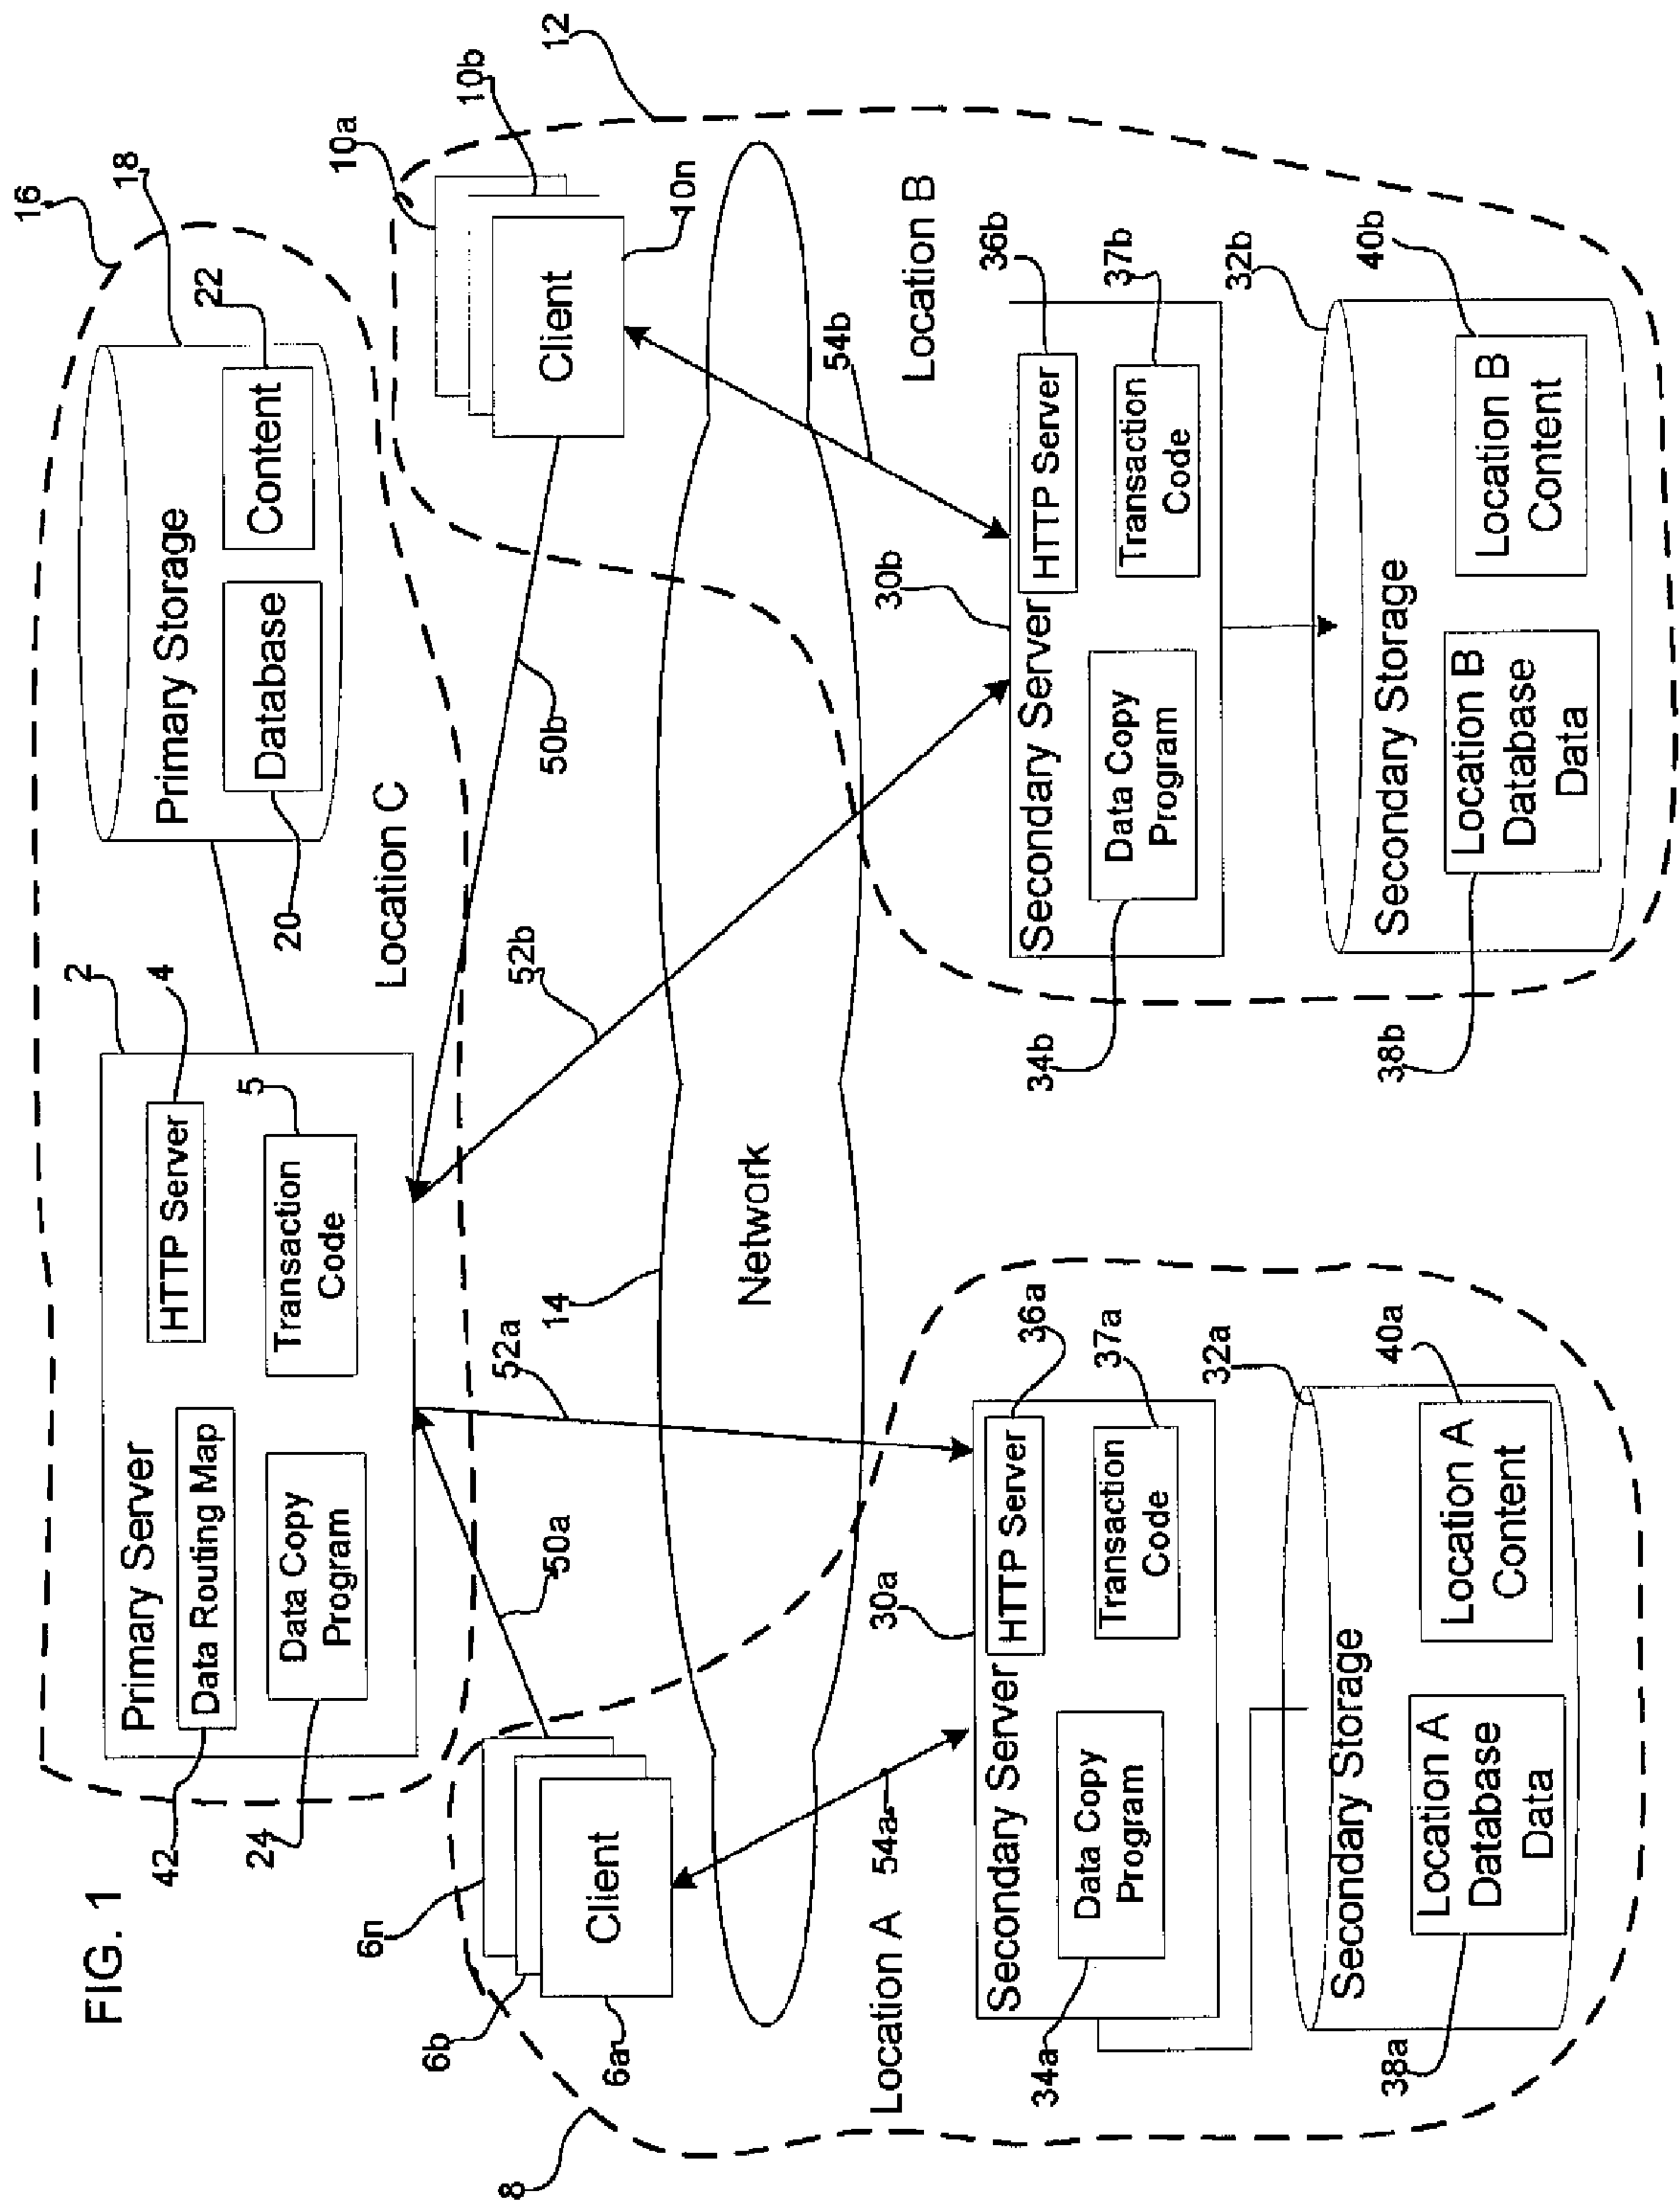 FIG. 1
16
42
24
Primary Server
Data Routing Map
Data Copy
Program
2
HTTP Server
4
5
Transaction
Code
Primary Storage
18
Database
20
Content
22
Location C
6n
6b
6a
Client
8
50a
52a
14
Network
52b
50b
Client
10a
10b
10n
12
54b
54a
Location A
30a
Secondary Server
HTTP Server
36a
Data Copy
Program
34a
Transaction
Code
37a
32a
Secondary Storage
Location A
Database
Data
38a
Location A
Content
40a
Location B
30b
Secondary Server
HTTP Server
36b
Data Copy
Program
34b
Transaction
Code
37b
32b
Secondary Storage
Location B
Database
Data
38b
Location B
Content
40b